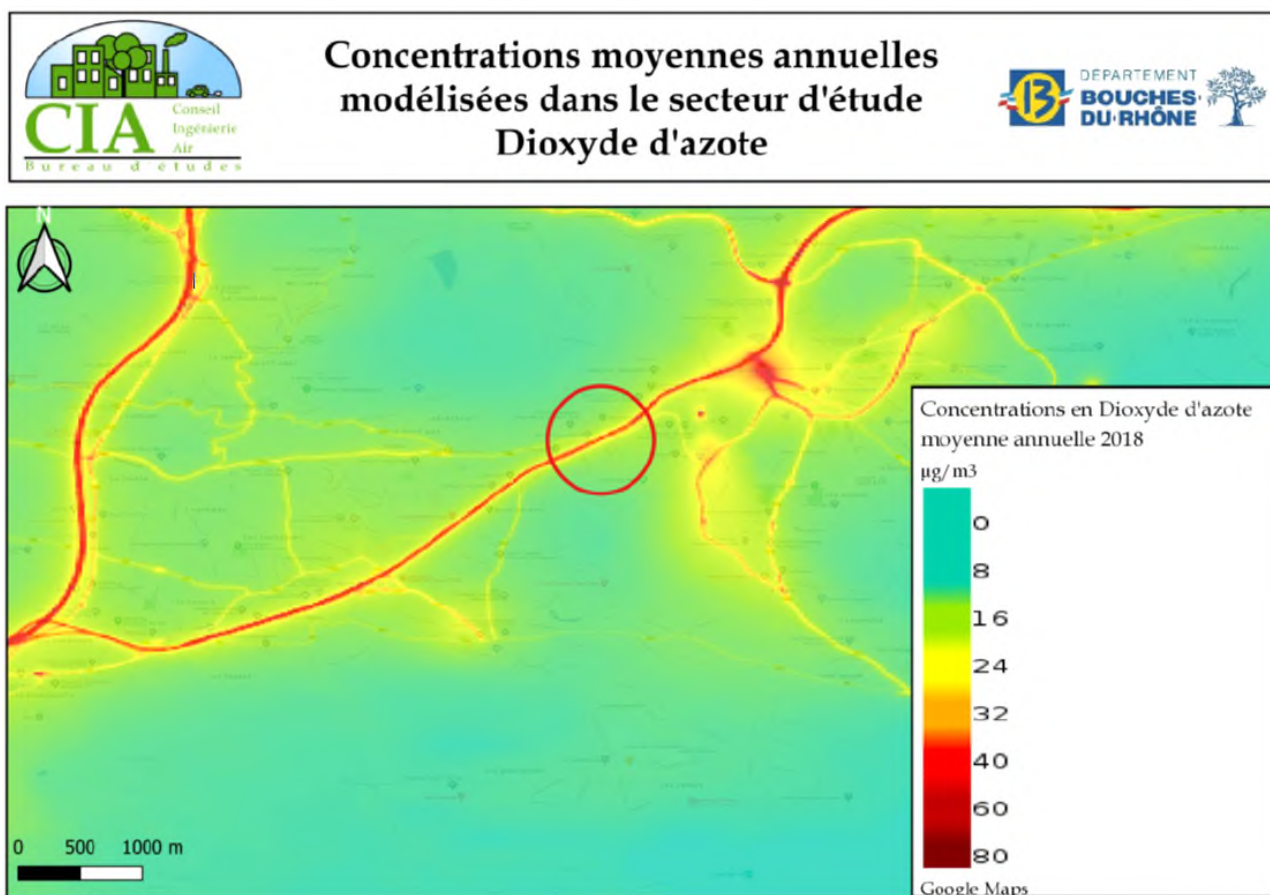 CIA
Conseil
Ingénierie
Air
Bureau d'études
Concentrations moyennes annuelles
modélisées dans le secteur d'étude
Dioxyde d'azote
13
DÉPARTEMENT
BOUCHES
DU·RHÔNE
N
0 500 1000 m
Concentrations en Dioxyde d'azote
moyenne annuelle 2018
µg/m3
0
8
16
24
32
40
60
80
Google Maps